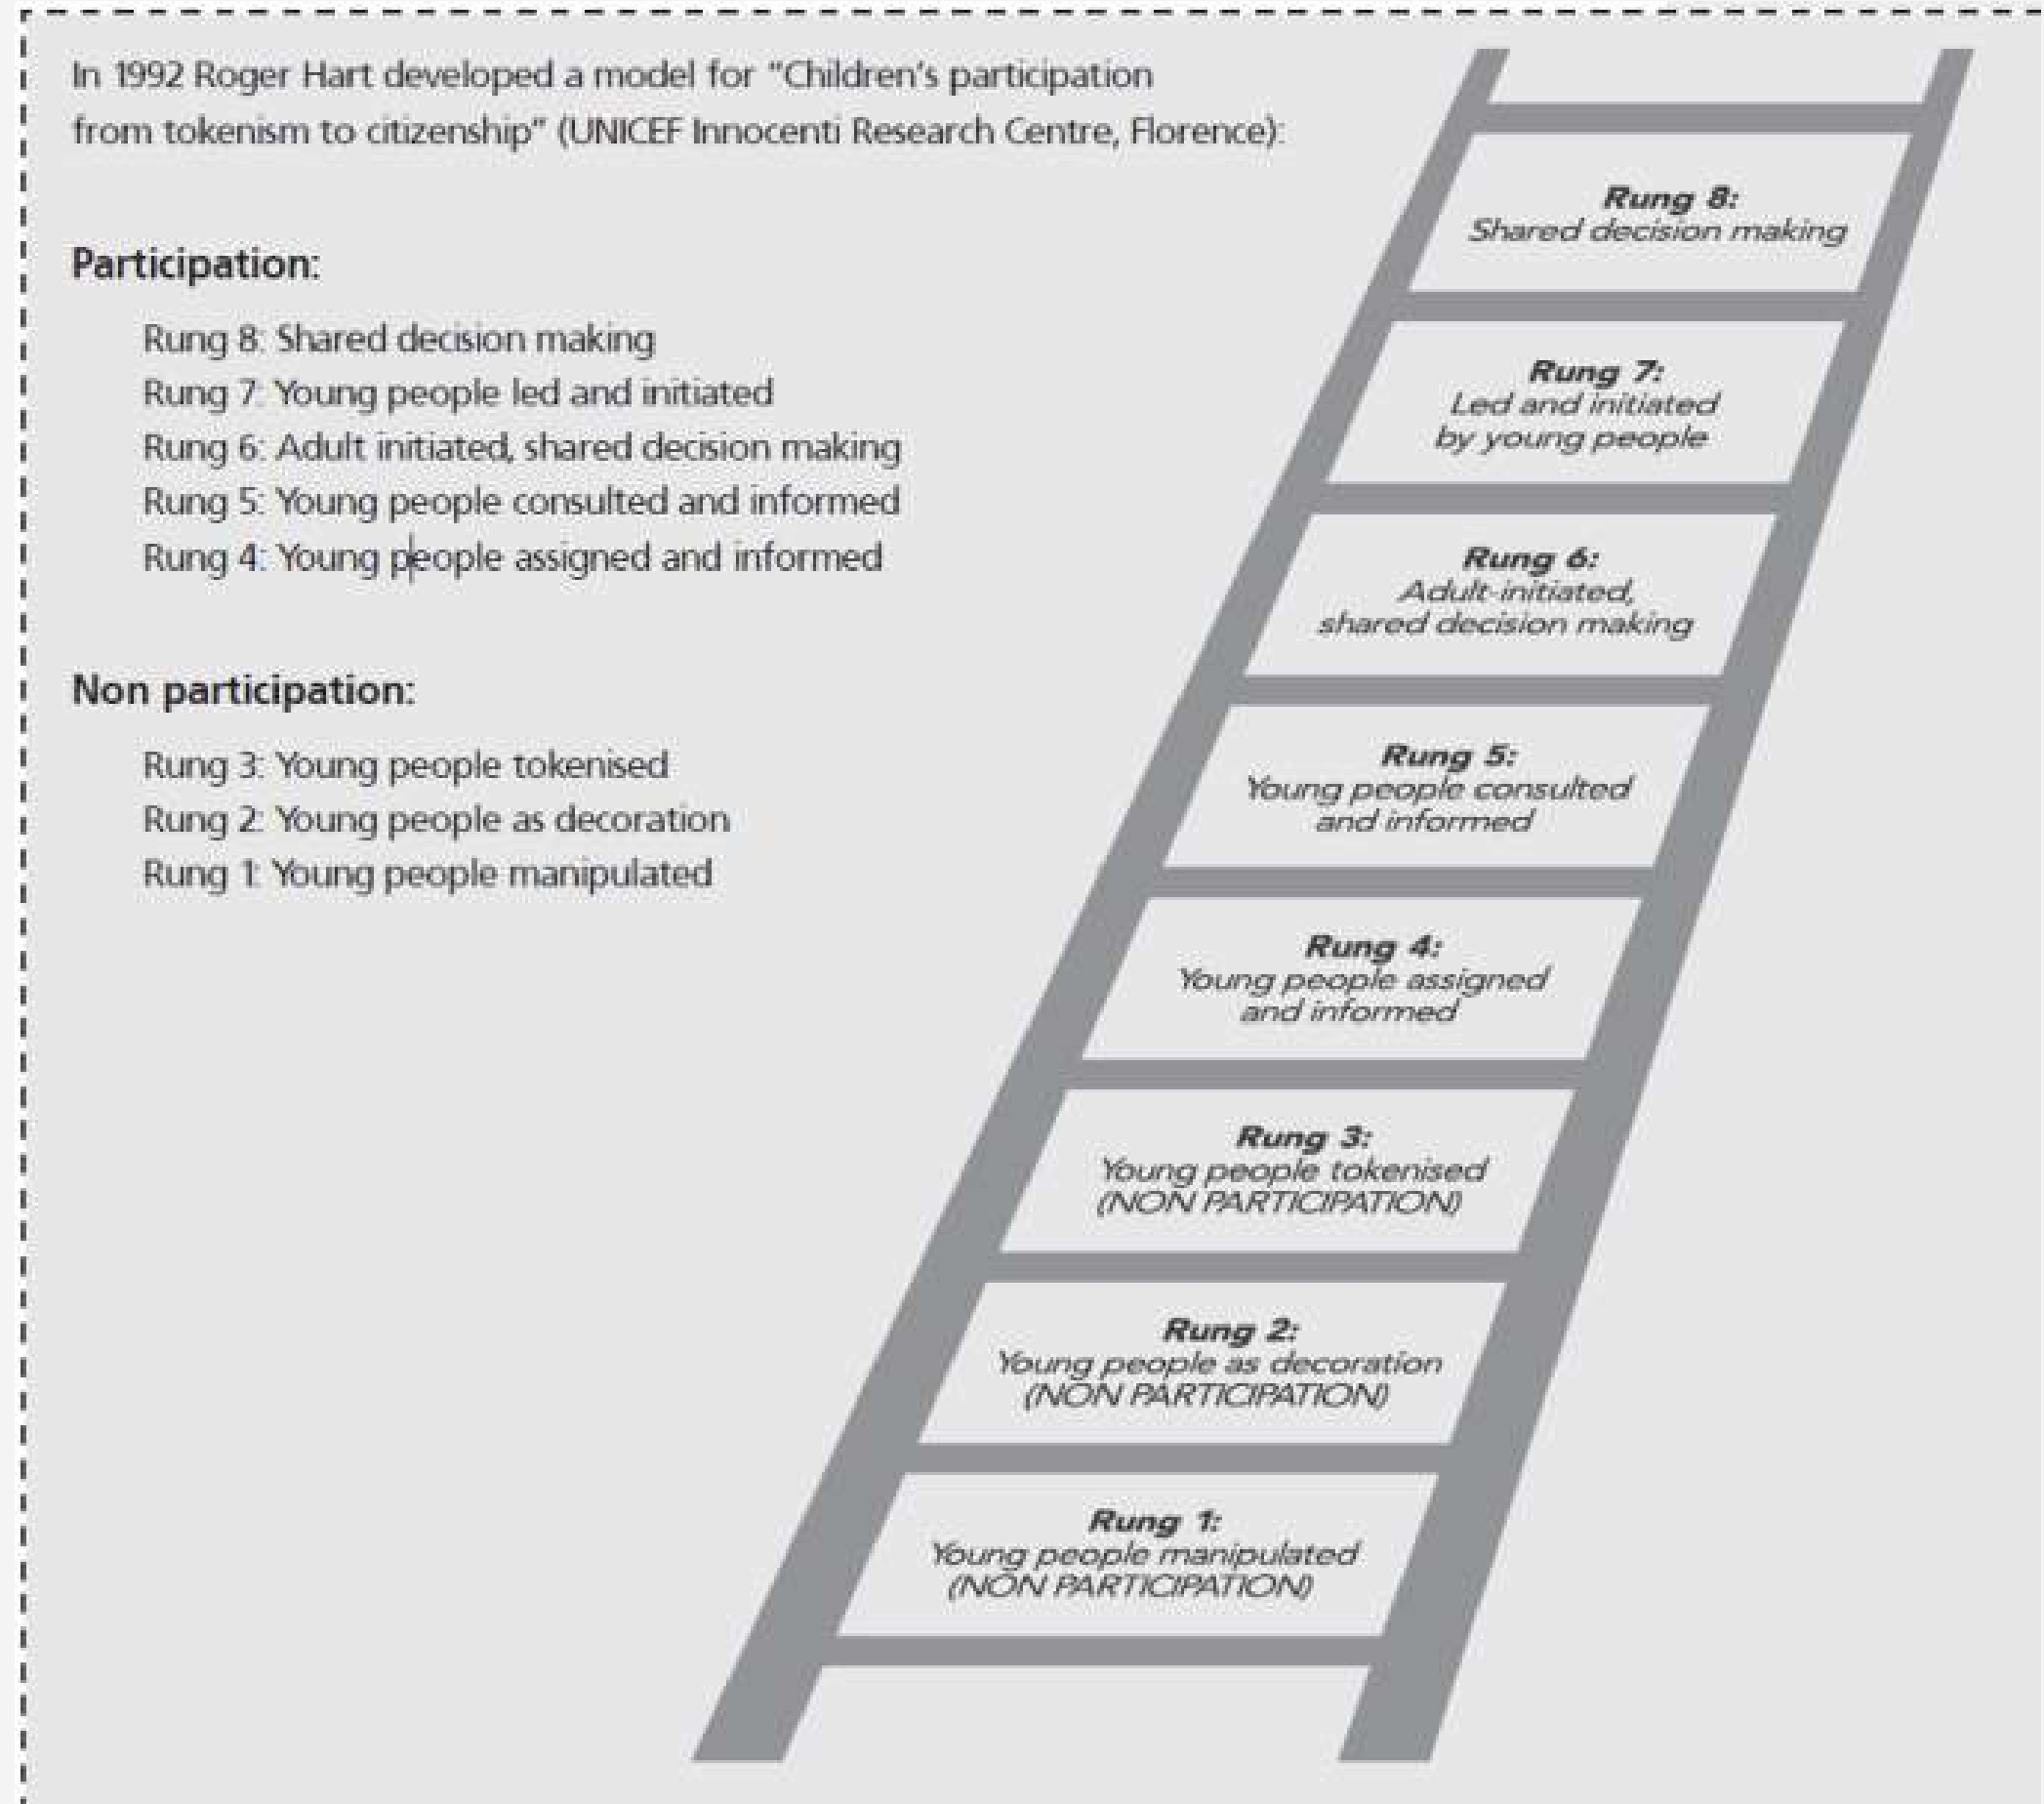 In 1992 Roger Hart developed a model for "Children's participation
from tokenism to citizenship" (UNICEF Innocenti Research Centre, Florence):
Participation:
Rung 8: Shared decision making
Rung 7: Young people led and initiated
Rung 6: Adult initiated, shared decision making
Rung 5: Young people consulted and informed
Rung 4: Young people assigned and informed
Non participation:
Rung 3: Young people tokenised
Rung 2: Young people as decoration
Rung 1: Young people manipulated
Rung 8:
Shared decision making
Rung 7:
Led and initiated
by young people
Rung 6:
Adult-initiated,
shared decision making
Rung 5:
Young people consulted
and informed
Rung 4:
Young people assigned
and informed
Rung 3:
Young people tokenised
(NON PARTICIPATION)
Rung 2:
Young people as decoration
(NON PARTICIPATION)
Rung 1:
Young people manipulated
(NON PARTICIPATION)